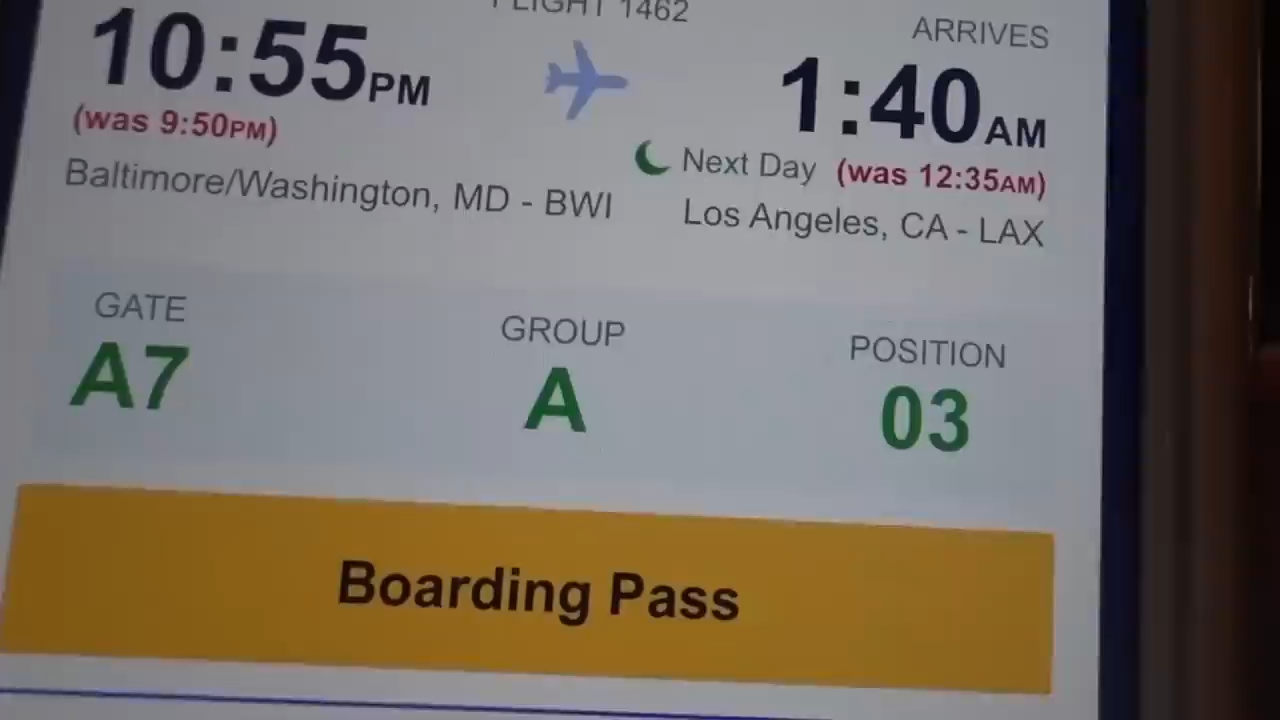 FLIGHT 1462
ARRIVES
10:55PM
1:40AM
(was 9:50PM)
Next Day (was 12:35AM)
Baltimore/Washington, MD - BWI
Los Angeles, CA - LAX
GATE
GROUP
POSITION
A7
A
03
Boarding Pass